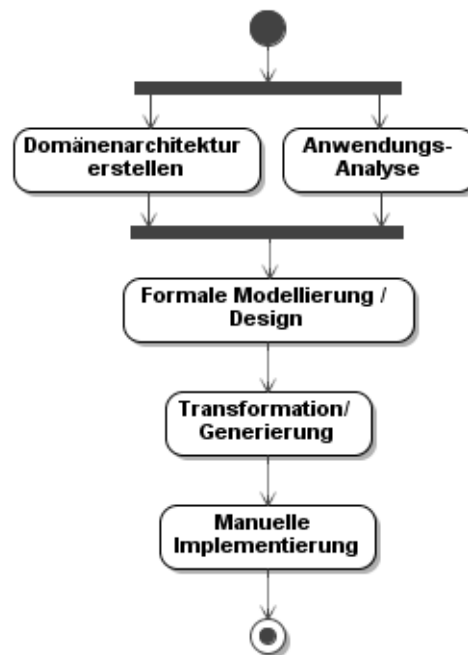 Domänenarchitektur
erstellen
Anwendungs-
Analyse
Formale Modellierung /
Design
Transformation/
Generierung
Manuelle
Implementierung